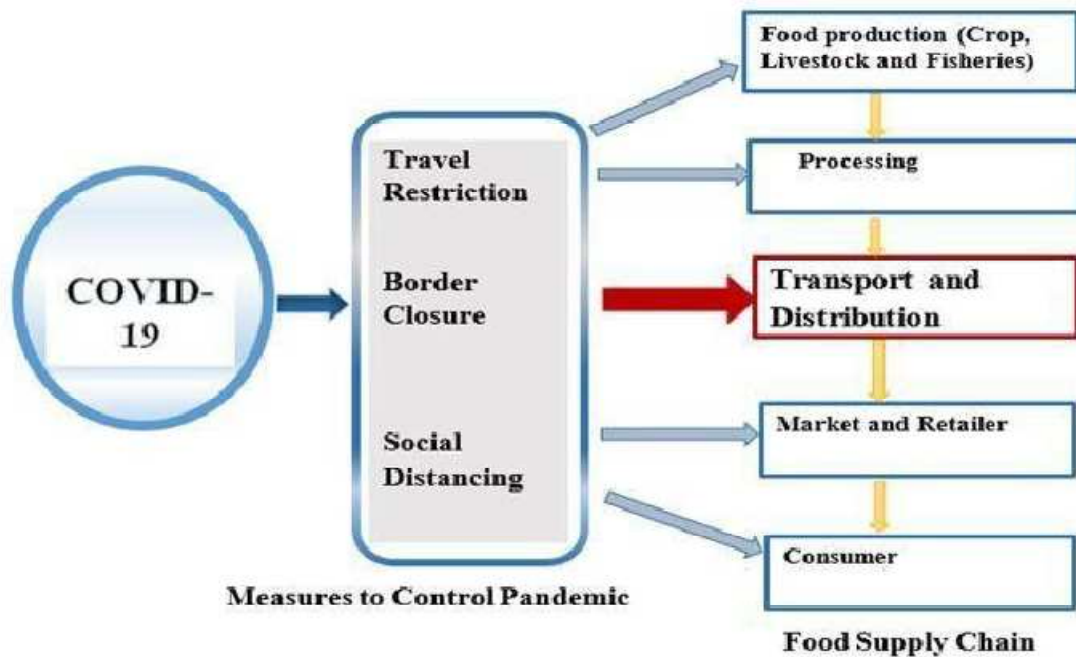 COVID-
19
Travel
Restriction
Border
Closure
Social
Distancing
Measures to Control Pandemic
Food production (Crop,
Livestock and Fisheries)
Processing
Transport and
Distribution
Market and Retailer
Consumer
Food Supply Chain